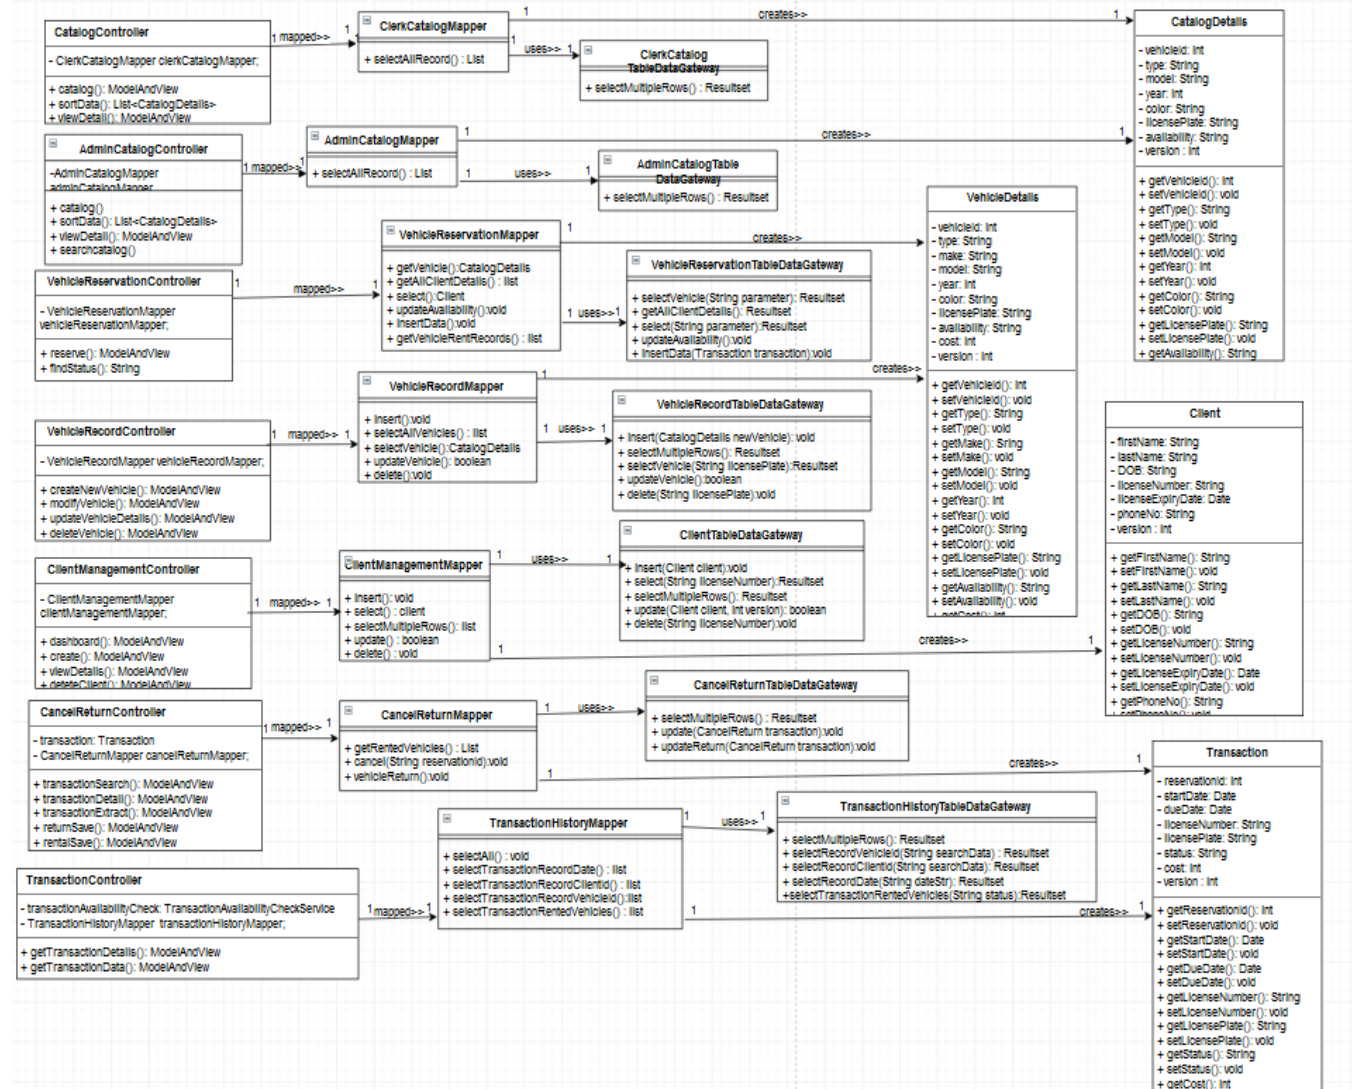 CatalogController
- ClerkCatalogMapper clerkCatalogMapper;
+ catalog(): ModelAndView
+ sortData(): List<CatalogDetails>
+ viewDetail(): ModelAndView
1 mapped>> 1
ClerkCatalogMapper
+ selectAllRecord() : List
1 creates>> 1
1 uses>> 1
ClerkCatalog
TableDataGateway
+ selectMultipleRows() : Resultset
CatalogDetails
- vehicleId: int
- type: String
- model: String
- year: int
- color: String
- licensePlate: String
- availability: String
- version : int
+ getVehicleId(): int
+ setVehicleId(): void
+ getType(): String
+ setType(): void
+ getModel(): String
+ setModel(): void
+ getYear(): int
+ setYear(): void
+ getColor(): String
+ setColor(): void
+ getLicensePlate(): String
+ setLicensePlate(): void
+ getAvailability(): String
AdminCatalogController
-AdminCatalogMapper
adminCatalogMapper
+ catalog()
+ sortData(): List<CatalogDetails>
+ viewDetail(): ModelAndView
+ searchcatalog()
1 mapped>> 1
AdminCatalogMapper
+ selectAllRecord() : List
1 creates>> 1
1 uses>> 1
AdminCatalogTable
DataGateway
+ selectMultipleRows() : Resultset
VehicleReservationController
- VehicleReservationMapper
vehicleReservationMapper;
+ reserve(): ModelAndView
+ findStatus(): String
1 mapped>> 1
VehicleReservationMapper
+ getVehicle():CatalogDetails
+ getAllClientDetails() : list
+ select():Client
+ updateAvailability():void
+ insertData():void
+ getVehicleRentRecords() : list
1 creates>>
1 uses>>1
VehicleReservationTableDataGateway
+ selectVehicle(String parameter): Resultset
+ getAllClientDetails(): Resultset
+ select(String parameter):Resultset
+ updateAvailability():void
+ insertData(Transaction transaction):void
VehicleDetails
- vehicleId: int
- type: String
- make: String
- model: String
- year: int
- color: String
- licensePlate: String
- availability: String
- cost: int
- version : int
+ getVehicleId(): int
+ setVehicleId(): void
+ getType(): String
+ setType(): void
+ getMake(): Sring
+ setMake(): void
+ getModel(): String
+ setModel(): void
+ getYear(): int
+ setYear(): void
+ getColor(): String
+ setColor(): void
+ getLicensePlate(): String
+ setLicensePlate(): void
+ getAvailability(): String
+ setAvailability(): void
+ getCost(): int
VehicleRecordController
- VehicleRecordMapper vehicleRecordMapper;
+ createNewVehicle(): ModelAndView
+ modifyVehicle(): ModelAndView
+ updateVehicleDetails(): ModelAndView
+ deleteVehicle(): ModelAndView
1 mapped>> 1
VehicleRecordMapper
+ insert():void
+ selectAllVehicles() : list
+ selectVehicle():CatalogDetails
+ updateVehicle(): boolean
+ delete():void
1 creates>> 1
1 uses>> 1
VehicleRecordTableDataGateway
+ insert(CatalogDetails newVehicle): void
+ selectMultipleRows(): Resultset
+ selectVehicle(String licensePlate):Resultset
+ updateVehicle():boolean
+ delete(String licensePlate):void
Client
- firstName: String
- lastName: String
- DOB: String
- licenseNumber: String
- licenseExpiryDate: Date
- phoneNo: String
- version : int
+ getFirstName(): String
+ setFirstName(): void
+ getLastName(): String
+ setLastName(): void
+ getDOB(): String
+ setDOB(): void
+ getLicenseNumber(): String
+ setLicenseNumber(): void
+ getLicenseExpiryDate(): Date
+ setLicenseExpiryDate(): void
+ getPhoneNo(): String
+ setPhoneNo(): void
ClientManagementController
- ClientManagementMapper
clientManagementMapper;
+ dashboard(): ModelAndView
+ create(): ModelAndView
+ viewDetails(): ModelAndView
+ deteteClient(): ModelAndView
1 mapped>> 1
ClientManagementMapper
+ insert(): void
+ select() : client
+ selectMultipleRows(): list
+ update() : boolean
+ delete() : void
1 uses>> 1
1 creates>> 1
ClientTableDataGateway
+ insert(Client client):void
+ select(String licenseNumber):Resultset
+ selectMultipleRows(): Resultset
+ update(Client client, int version): boolean
+ delete(String licenseNumber):void
CancelReturnController
- transaction: Transaction
- CancelReturnMapper cancelReturnMapper;
+ transactionSearch(): ModelAndView
+ transactionDetail(): ModelAndView
+ transactionExtract(): ModelAndView
+ returnSave(): ModelAndView
+ rentalSave(): ModelAndView
1 mapped>> 1
CancelReturnMapper
+ getRentedVehicles() : List
+ cancel(String reservationId):void
+ vehicleReturn():void
1 uses>> 1
1 creates>> 1
CancelReturnTableDataGateway
+ selectMultipleRows() : Resultset
+ update(CancelReturn transaction):void
+ updateReturn(CancelReturn transaction):void
Transaction
- reservationId: int
- startDate: Date
- dueDate: Date
- licenseNumber: String
- licensePlate: String
- status: String
- cost: int
- version : int
+ getReservationId(): int
+ setReservationId(): void
+ getStartDate(): Date
+ setStartDate(): void
+ getDueDate(): Date
+ setDueDate(): void
+ getLicenseNumber(): String
+ setLicenseNumber(): void
+ getLicensePlate(): String
+ setLicensePlate(): void
+ getStatus(): String
+ setStatus(): void
+ getCost(): int
TransactionController
- transactionAvailabilityCheck: TransactionAvailabilityCheckService
- TransactionHistoryMapper transactionHistoryMapper;
+ getTransactionDetails(): ModelAndView
+ getTransactionData(): ModelAndView
1 mapped>> 1
TransactionHistoryMapper
+ selectAll() : void
+ selectTransactionRecordDate() : list
+ selectTransactionRecordClientId() : list
+ selectTransactionRecordVehicleId():list
+ selectTransactionRentedVehicles() : list
1 uses>> 1
1 creates>> 1
TransactionHistoryTableDataGateway
+ selectMultipleRows(): Resultset
+ selectRecordVehicleId(String searchData) : Resultset
+ selectRecordClientId(String searchData): Resultset
+ selectRecordDate(String dateStr): Resultset
+selectTransactionRentedVehicles(String status):Resultset